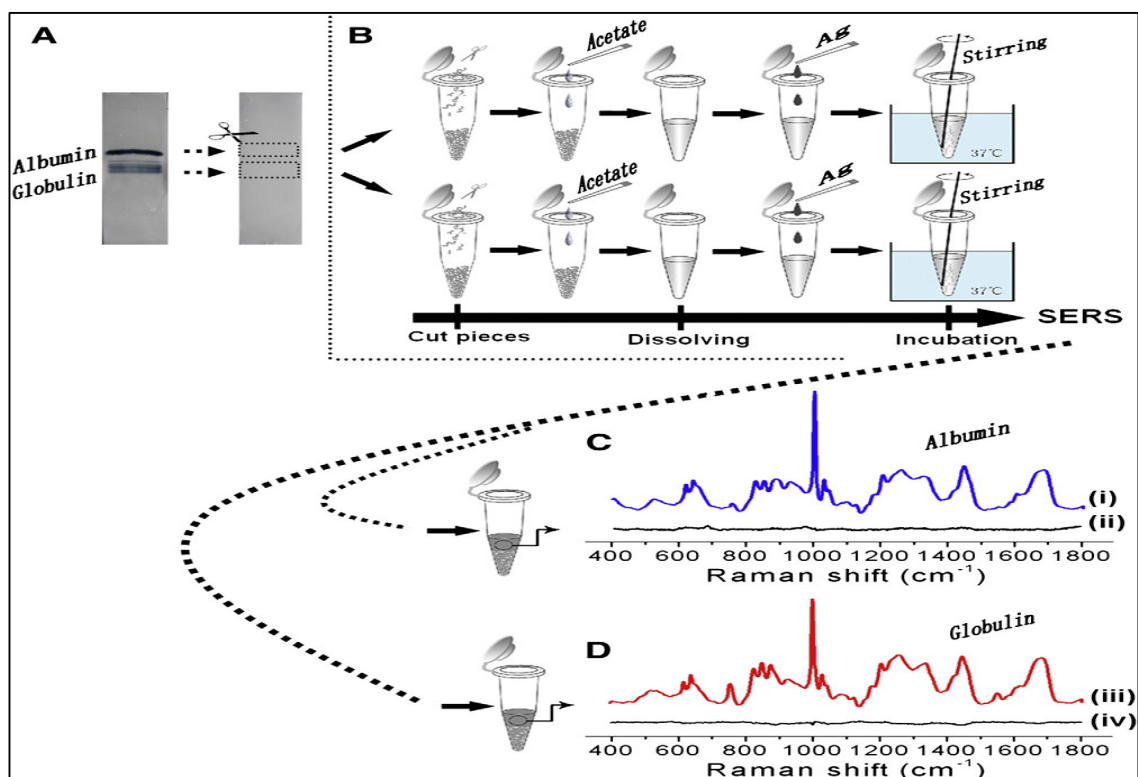 A
Albumin
Globulin
B
Acetate
Ag
Stirring
37℃
Acetate
Ag
Stirring
37℃
SERS
Cut pieces
Dissolving
Incubation
C
Albumin
(i)
(ii)
400 600 800 1000 1200 1400 1600 1800
Raman shift (cm⁻¹)
D
Globulin
(iii)
(iv)
400 600 800 1000 1200 1400 1600 1800
Raman shift (cm⁻¹)